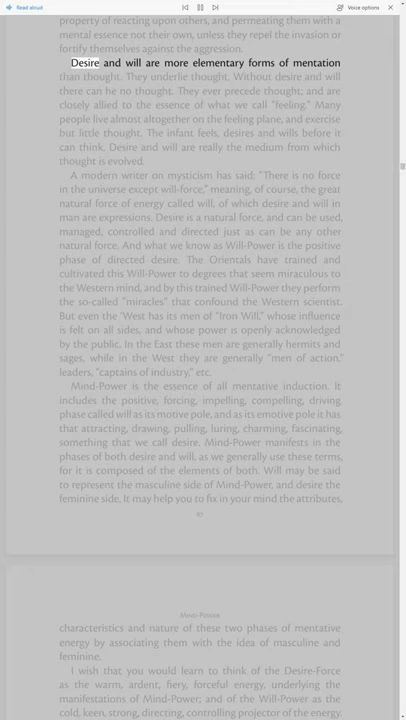 Read aloud
Voice options
property of reacting upon others, and permeating them with a
mental essence not their own, unless they repel the invasion or
fortify themselves against the aggression.
Desire and will are more elementary forms of mentation
than thought. They underlie thought. Without desire and will
there can be no thought. They ever precede thought; and are
closely allied to the essence of what we call "feeling." Many
people live almost altogether on the feeling plane, and exercise
but little thought. The infant feels, desires and wills before it
can think. Desire and will are really the medium from which
thought is evolved.
A modern writer on mysticism has said: "There is no force
in the universe except will-force," meaning, of course, the great
natural force of energy called will, of which desire and will in
man are expressions. Desire is a natural force, and can be used,
managed, controlled and directed just as can be any other
natural force. And what we know as Will-Power is the positive
phase of directed desire. The Orientals have trained and
cultivated this Will-Power to degrees that seem miraculous to
the Western mind, and by this trained Will-Power they perform
the so-called "miracles" that confound the Western scientist.
But even the 'West has its men of "Iron Will," whose influence
is felt on all sides, and whose power is openly acknowledged
by the public. In the East these men are generally hermits and
sages, while in the West they are generally "men of action,"
leaders, "captains of industry," etc.
Mind-Power is the essence of all mentative induction. It
includes the positive, forcing, impelling, compelling, driving
phase called will as its motive pole, and as its emotive pole it has
that attracting, drawing, pulling, luring, charming, fascinating,
something that we call desire. Mind-Power manifests in the
phases of both desire and will, as we generally use these terms,
for it is composed of the elements of both. Will may be said
to represent the masculine side of Mind-Power, and desire the
feminine side. It may help you to fix in your mind the attributes,
Mind-Power
characteristics and nature of these two phases of mentative
energy by associating them with the idea of masculine and
feminine.
I wish that you would learn to think of the Desire-Force
as the warm, ardent, fiery, forceful energy, underlying the
manifestations of Mind-Power; and of the Will-Power as the
cold, keen, strong, directing, controlling projector of the energy.